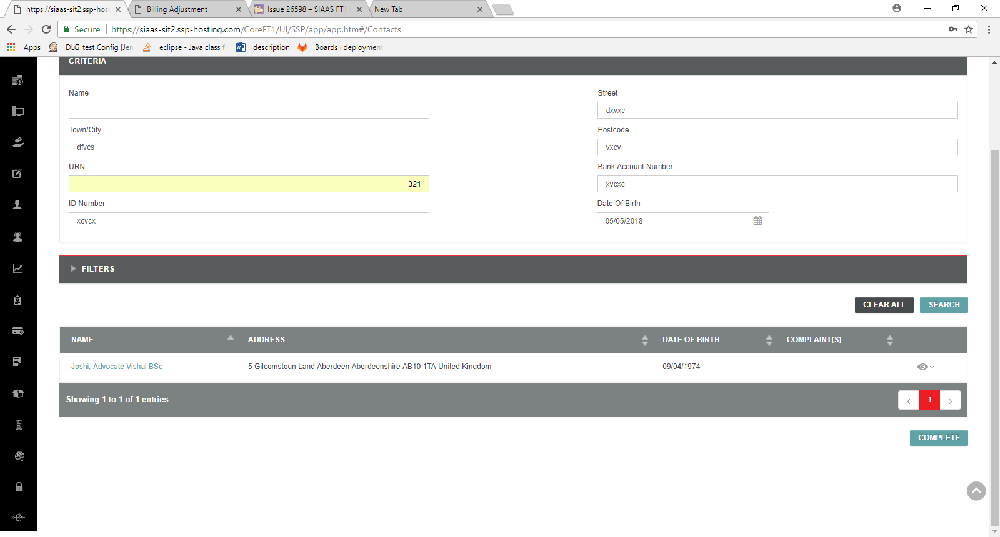 https://siaas-sit2.ssp-host
Billing Adjustment
Issue 26598 – SIAAS FT1
New Tab
Secure
https://siaas-sit2.ssp-hosting.com/CoreFT1/UI/SSP/app/app.htm#/Contacts
Apps
DLG_test Config [Jen
eclipse - Java class fi
description
Boards · deployment
CRITERIA
Name
Street
dxvxc
Town/City
Postcode
dfvcs
vxcv
URN
Bank Account Number
321
xvcxc
ID Number
Date Of Birth
xcvcx
05/05/2018
FILTERS
CLEAR ALL
SEARCH
NAME
ADDRESS
DATE OF BIRTH
COMPLAINT(S)
Joshi, Advocate Vishal BSc
5 Gilcomstoun Land Aberdeen Aberdeenshire AB10 1TA United Kingdom
09/04/1974
Showing 1 to 1 of 1 entries
‹ 1 ›
COMPLETE